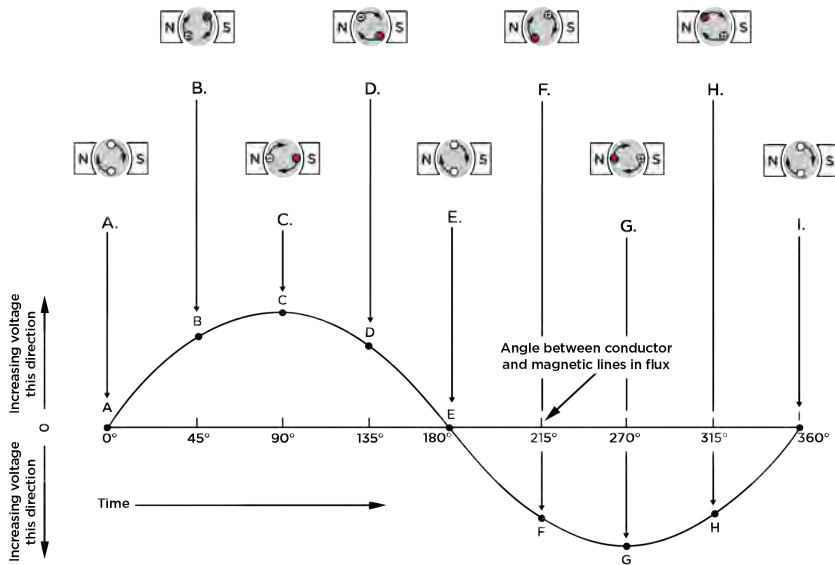 N S
N S
N S
N S
B.
D.
F.
H.
N S
N S
N S
N S
N S
A.
C.
E.
G.
I.
Increasing voltage
this direction
C
B
D
Angle between conductor
and magnetic lines in flux
A
E
I
0
0°
45°
90°
135°
180°
215°
270°
315°
360°
Increasing voltage
this direction
Time
F
H
G